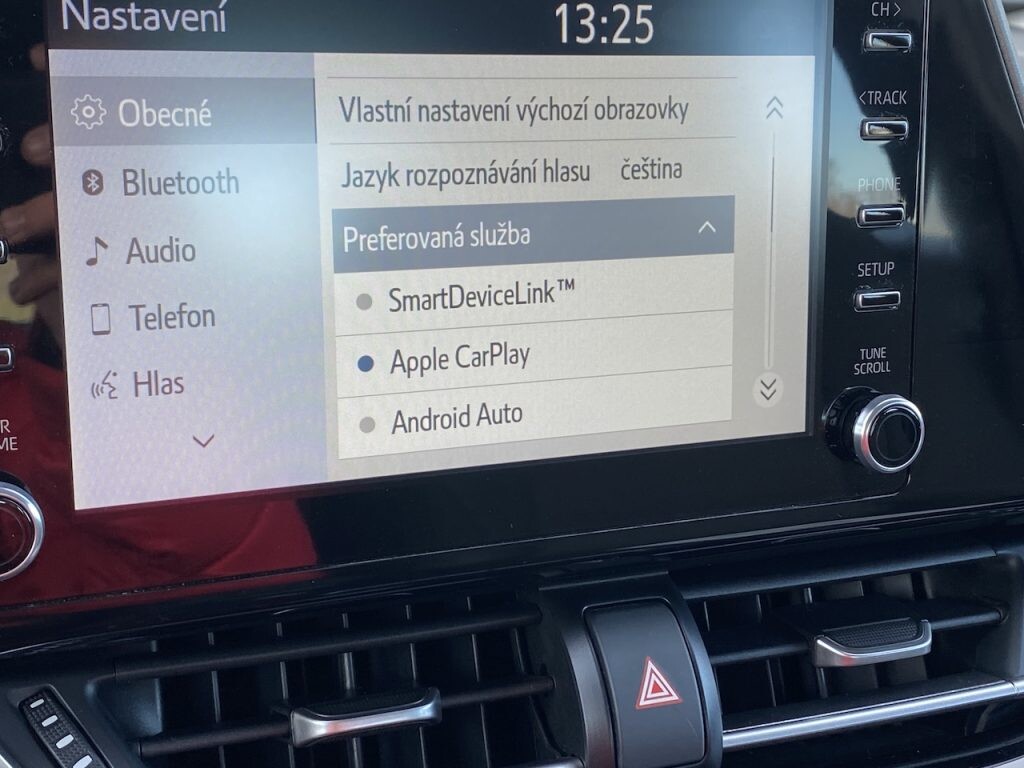 Nastavení
13:25
Obecné
Bluetooth
Audio
Telefon
Hlas
Vlastní nastavení výchozí obrazovky
Jazyk rozpoznávání hlasu čeština
Preferovaná služba
SmartDeviceLink™
Apple CarPlay
Android Auto
CH >
< TRACK
PHONE
SETUP
TUNE
SCROLL